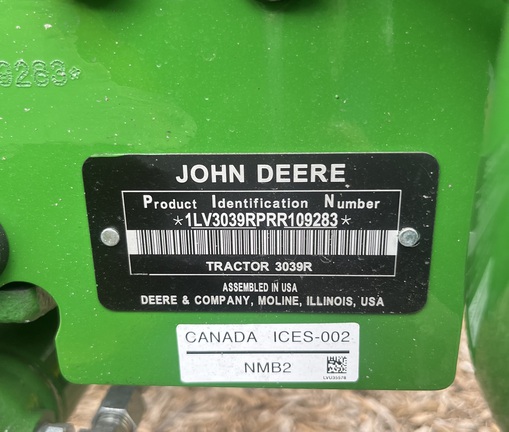 9283*
JOHN DEERE
Product Identification Number
*1LV3039RPRR109283*
TRACTOR 3039R
ASSEMBLED IN USA
DEERE & COMPANY, MOLINE, ILLINOIS, USA
CANADA ICES-002
NMB2